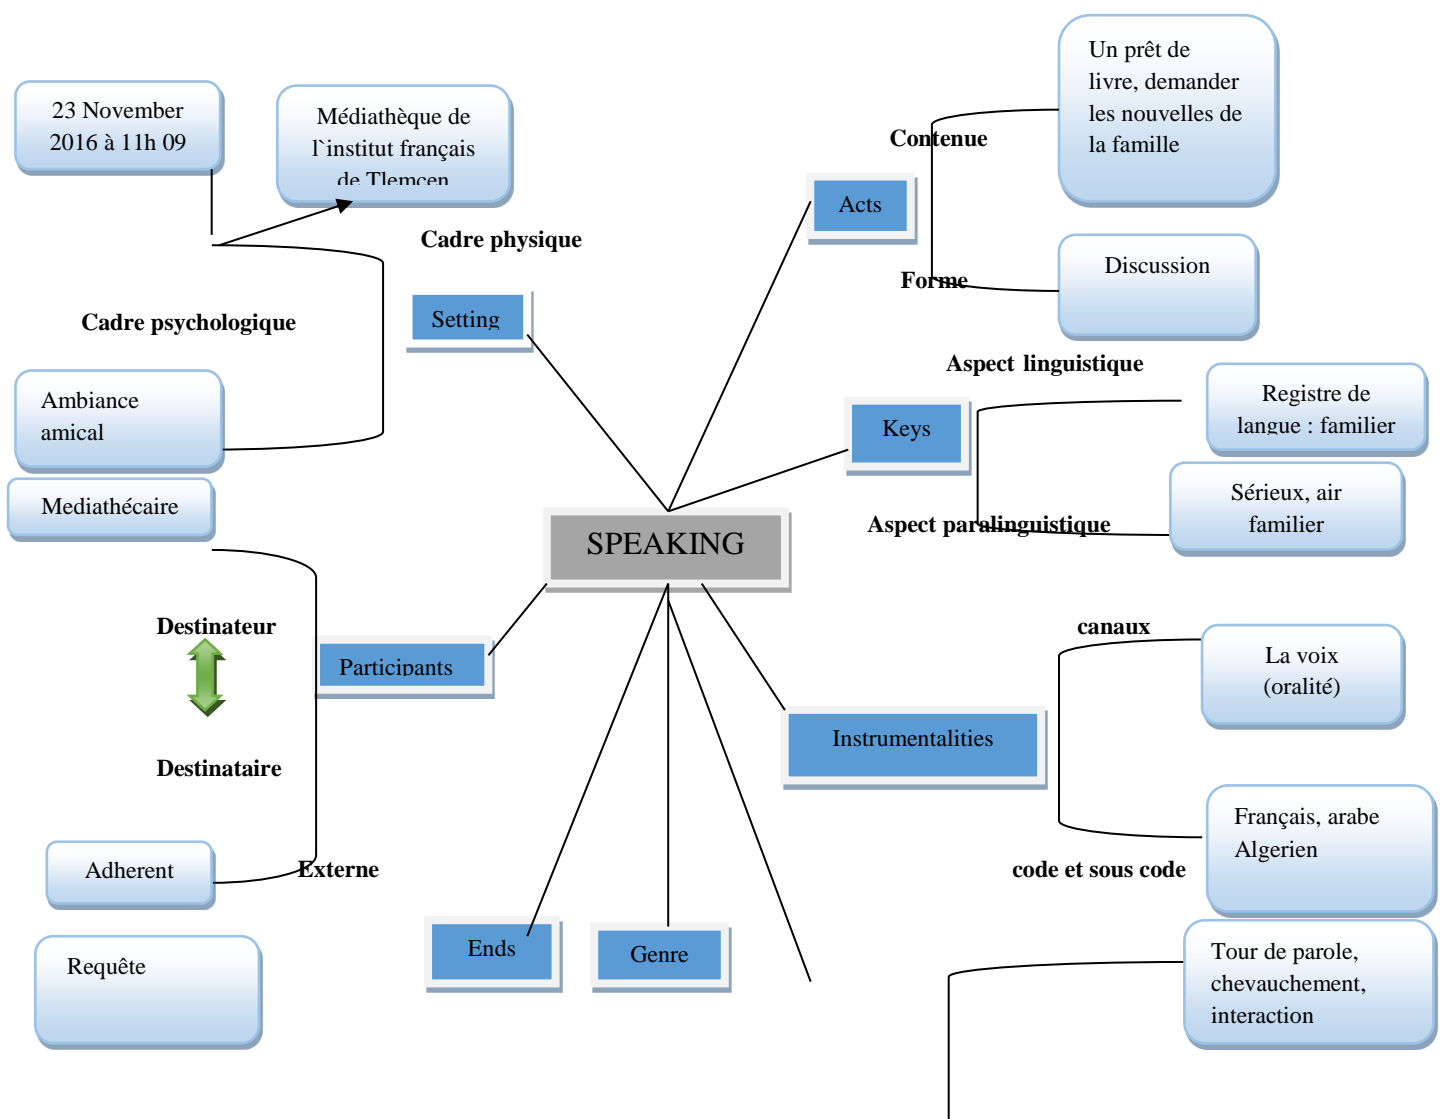 23 November
2016 à 11h 09
Médiathèque de
l`institut français
de Tlemcen
Cadre physique
Setting
Cadre psychologique
Ambiance
amical
Mediathécaire
Destinateur
Participants
Destinataire
Adherent
Externe
Requête
SPEAKING
Ends
Genre
Contenue
Un prêt de
livre, demander
les nouvelles de
la famille
Acts
Forme
Discussion
Aspect linguistique
Keys
Registre de
langue : familier
Sérieux, air
familier
Aspect paralinguistique
canaux
La voix
(oralité)
Instrumentalities
Français, arabe
Algerien
code et sous code
Tour de parole,
chevauchement,
interaction